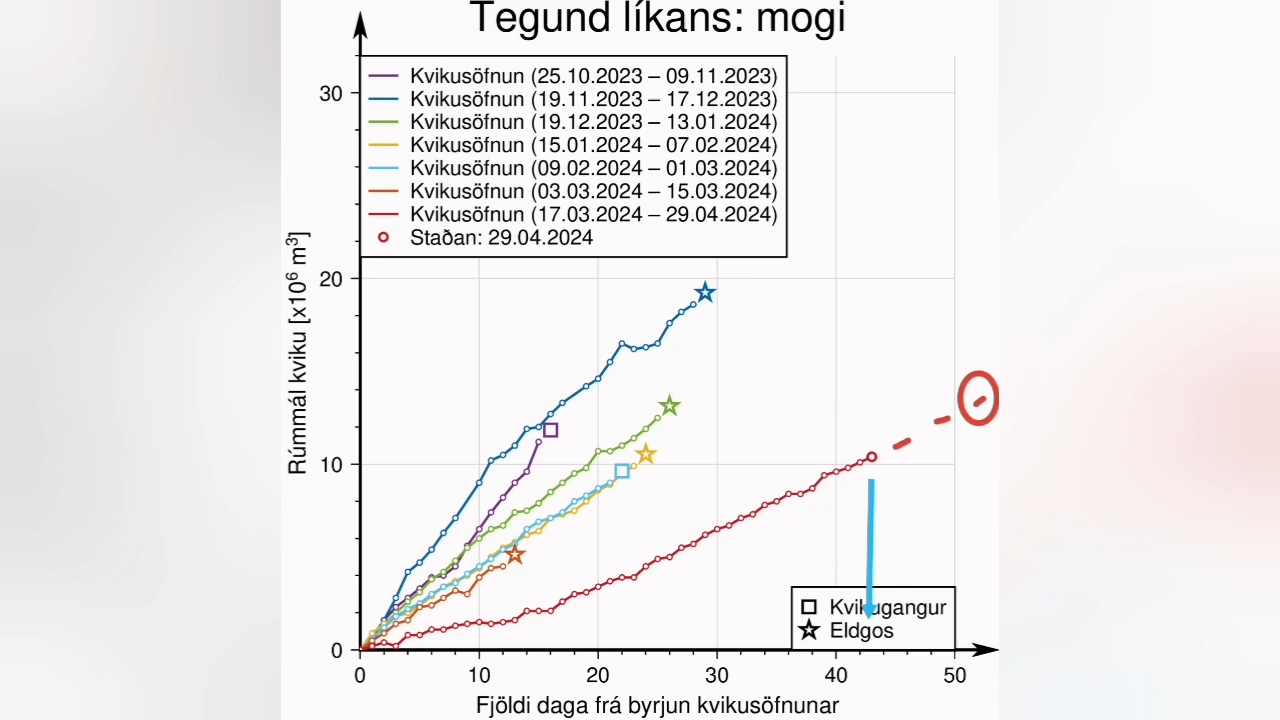 Tegund líkans: mogi
Kvikusöfnun (25.10.2023 – 09.11.2023)
Kvikusöfnun (19.11.2023 – 17.12.2023)
Kvikusöfnun (19.12.2023 – 13.01.2024)
Kvikusöfnun (15.01.2024 – 07.02.2024)
Kvikusöfnun (09.02.2024 – 01.03.2024)
Kvikusöfnun (03.03.2024 – 15.03.2024)
Kvikusöfnun (17.03.2024 – 29.04.2024)
Staðan: 29.04.2024
Rúmmál kviku [x10⁶ m³]
30
20
10
0
Kvikugangur
Eldgos
0 10 20 30 40 50
Fjöldi daga frá byrjun kvikusöfnunar